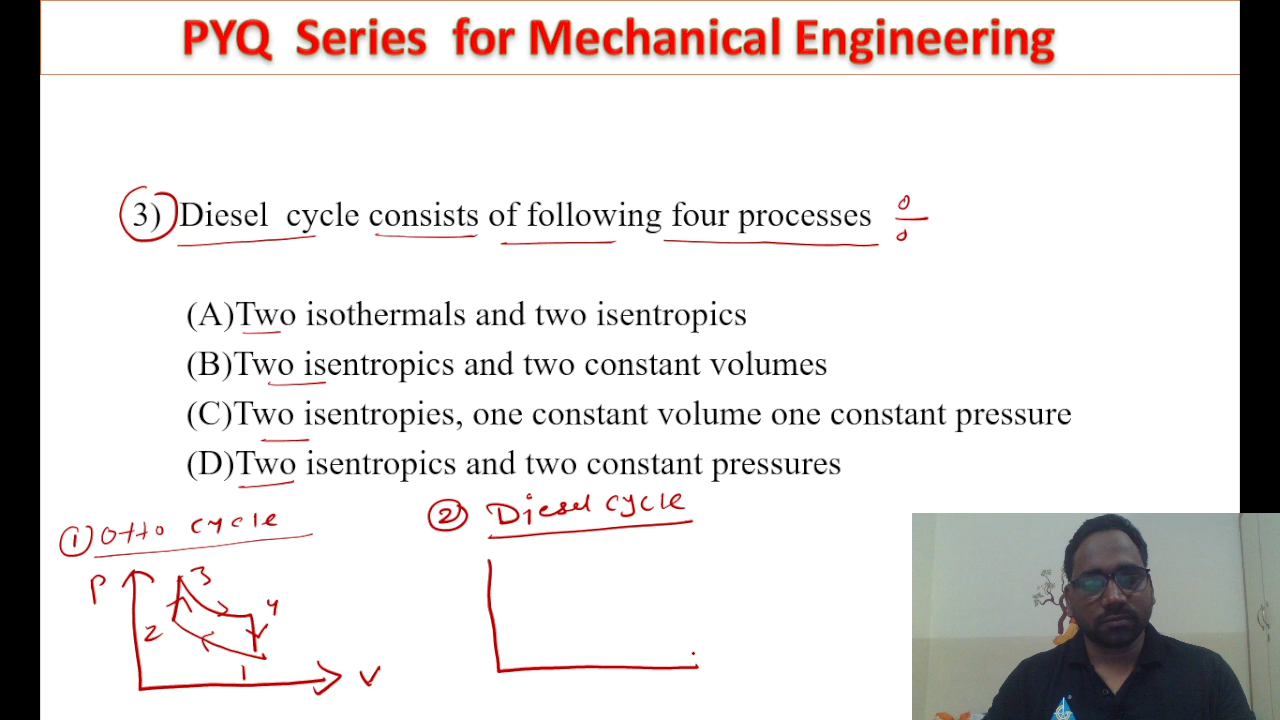 PYQ Series for Mechanical Engineering
3) Diesel cycle consists of following four processes
(A)Two isothermals and two isentropics
(B)Two isentropics and two constant volumes
(C)Two isentropies, one constant volume one constant pressure
(D)Two isentropics and two constant pressures
① Otto cycle
② Diesel cycle
P
3
4
2
1
V